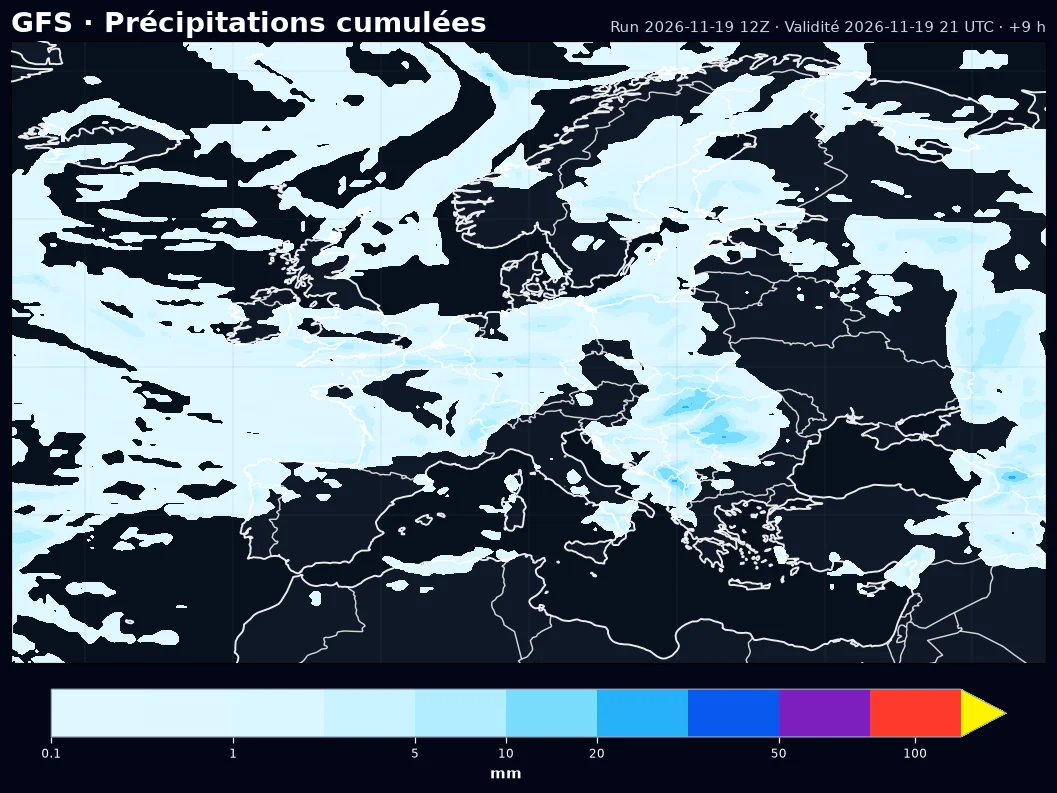 GFS · Précipitations cumulées
Run 2026-11-19 12Z · Validité 2026-11-19 21 UTC · +9 h
0.1 1 5 10 20 50 100
mm